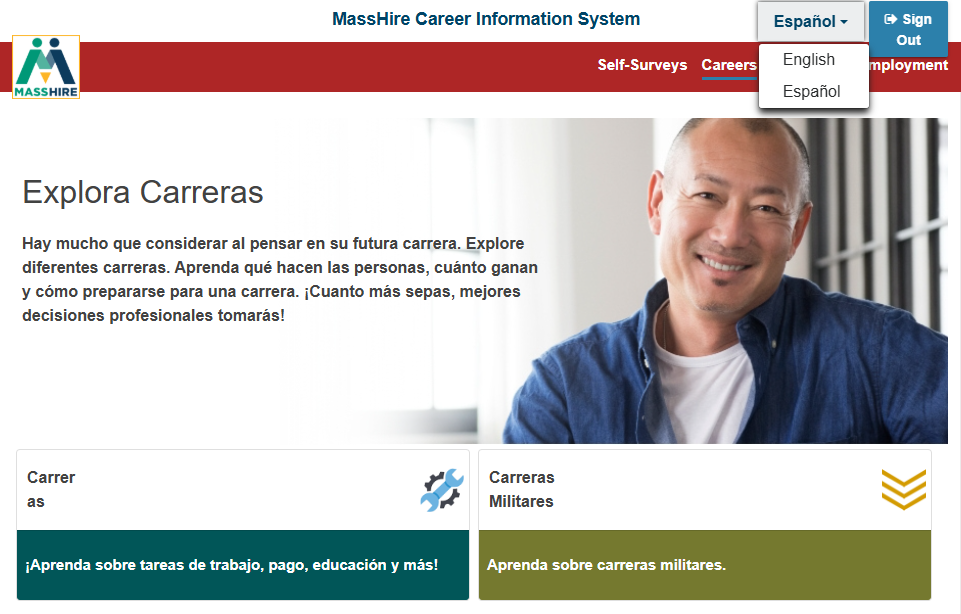 MassHire Career Information System
Español
Sign
Out
MASSHIRE
Self-Surveys
Careers
mployment
English
Español
Explora Carreras
Hay mucho que considerar al pensar en su futura carrera. Explore
diferentes carreras. Aprenda qué hacen las personas, cuánto ganan
y cómo prepararse para una carrera. ¡Cuanto más sepas, mejores
decisiones profesionales tomarás!
Carrer
as
Carreras
Militares
¡Aprenda sobre tareas de trabajo, pago, educación y más!
Aprenda sobre carreras militares.